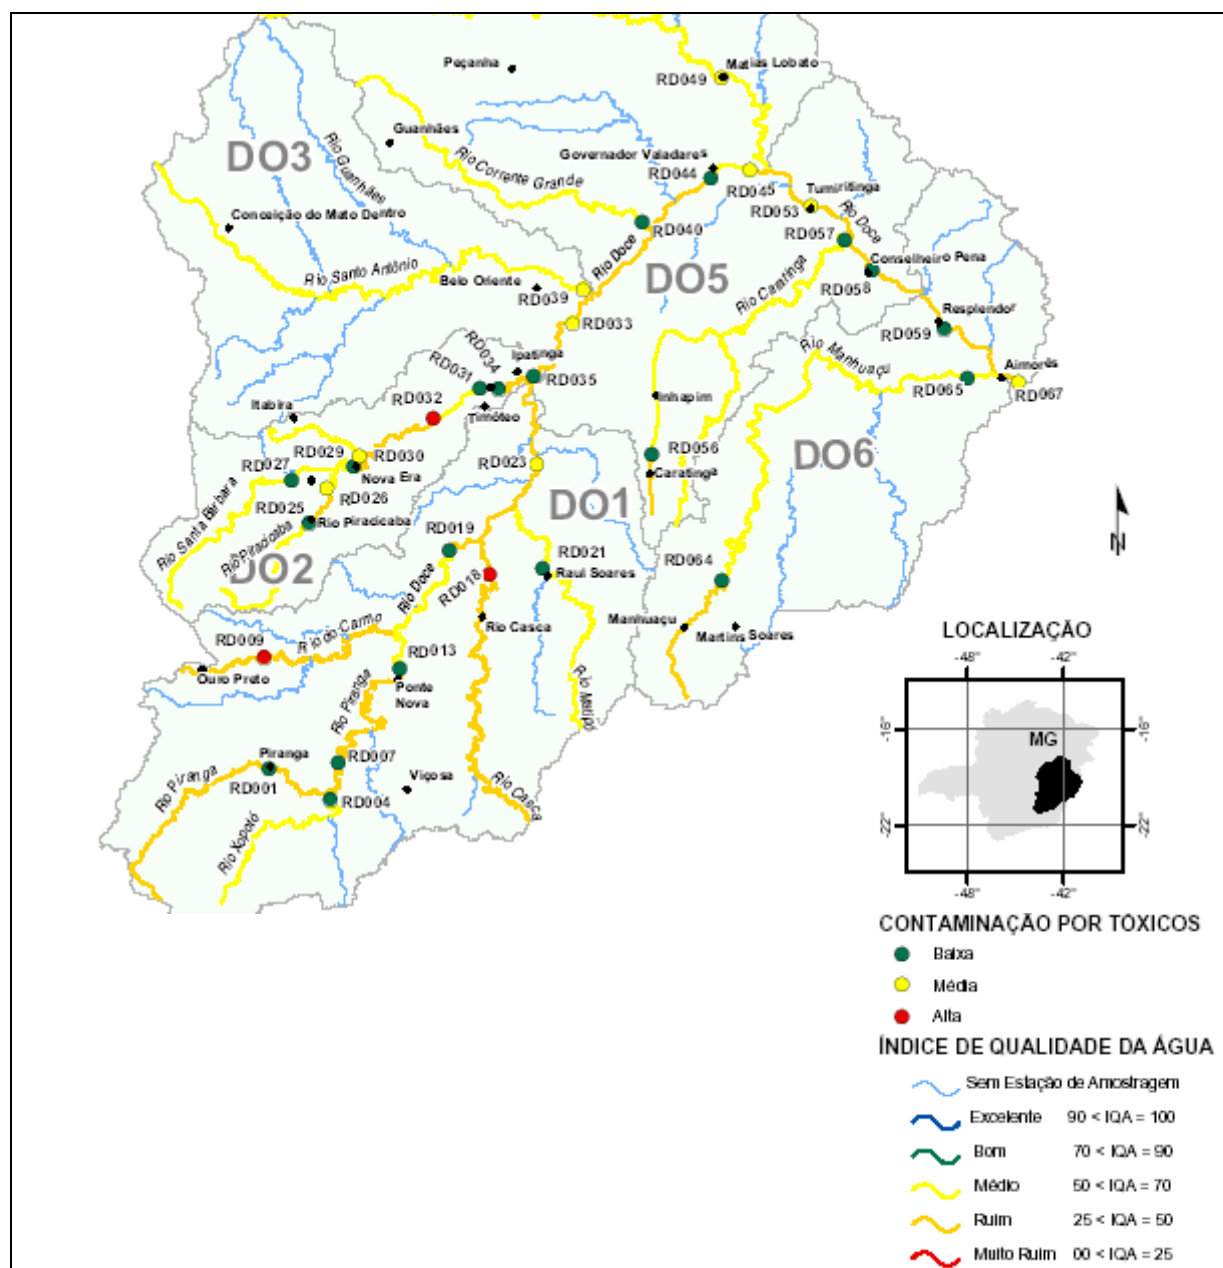 Peçanha
RD049
Matias Lobato
Guanhães
DO3
Rio Guanhães
Rio Corrente Grande
Governador Valadares
RD044
RD045
Tumiritinga
RD053
Rio Doce
Conceição do Mato Dentro
RD040
RD057
Rio Doce
Conselheiro Pena
Rio Santo Antônio
Belo Oriente
DO5
RD058
RD039
Rio Caratinga
Resplendor
RD033
RD059
Rio Manhuaçu
Ipatinga
RD034
RD031
RD035
Aimorés
RD065
RD067
Itabira
RD032
Timóteo
Inhapim
RD029
RD030
RD023
RD056
DO6
RD027
Nova Era
Caratinga
Rio Santa Bárbara
RD026
DO1
RD025
Rio Piracicaba
Rio Piracicaba
RD019
N
DO2
Rio Doce
RD018
RD021
Raul Soares
RD064
Rio do Carmo
Rio Casca
Manhuaçu
Martins Soares
RD009
LOCALIZAÇÃO
Ouro Preto
RD013
Ponte
Nova
Rio Matipó
-48°
-42°
Rio Piranga
-16°
-16°
MG
Piranga
RD007
Rio Piranga
RD001
Viçosa
RD004
Rio Casca
Rio Xopotó
-22°
-22°
-48°
-42°
CONTAMINAÇÃO POR TÓXICOS
Baixa
Média
Alta
ÍNDICE DE QUALIDADE DA ÁGUA
Sem Estação de Amostragem
Excelente 90 < IQA = 100
Bom 70 < IQA = 90
Médio 50 < IQA = 70
Ruim 25 < IQA = 50
Muito Ruim 00 < IQA = 25